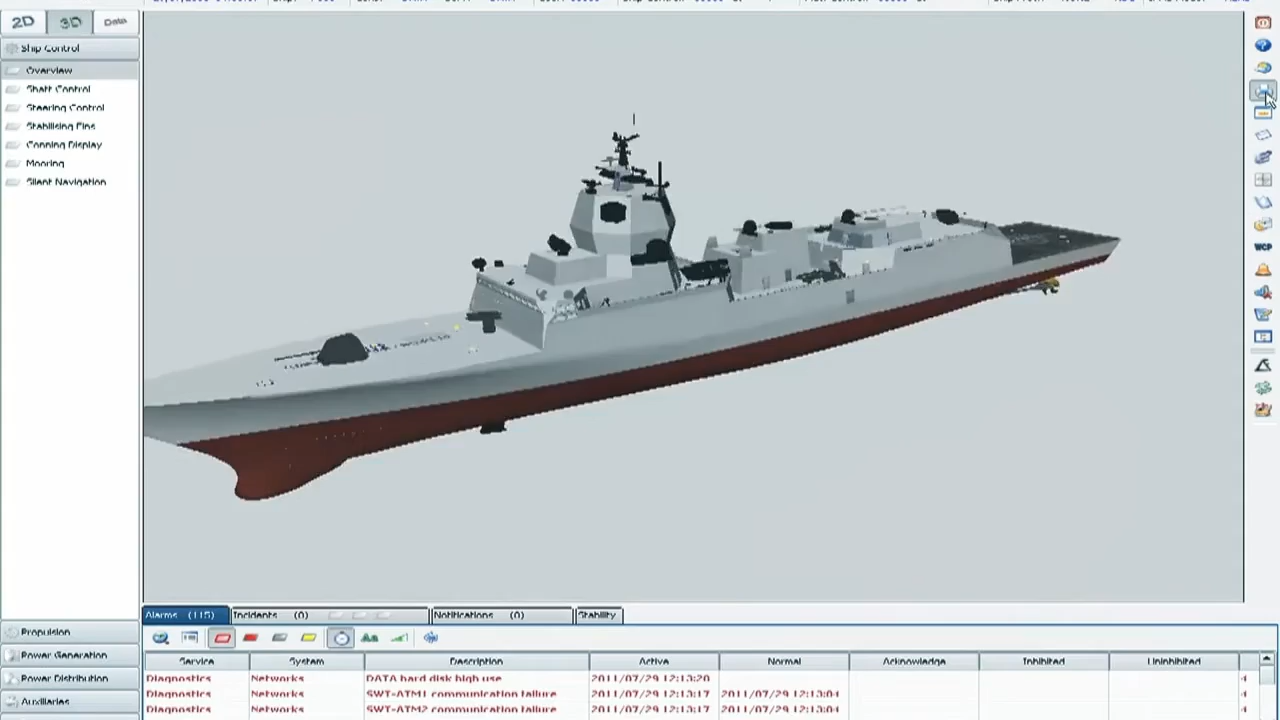 2D 3D Data
Ship Control
Overview
Shaft Control
Steering Control
Stabilising Fins
Conning Display
Mooring
Silent Navigation
WCP
Propulsion
Power Generation
Power Distribution
Auxiliaries
Alarms (115) Incidents (0) Notifications (0) Stability
Service System Description Active Normal Acknowledge Inhibited Uninhibited
Diagnostics Networks DATA hard disk high use 2011/07/29 12:13:20
Diagnostics Networks SWT-ATM1 communication failure 2011/07/29 12:13:17 2011/07/29 12:13:04
Diagnostics Networks SWT-ATM2 communication failure 2011/07/29 12:13:17 2011/07/29 12:13:04